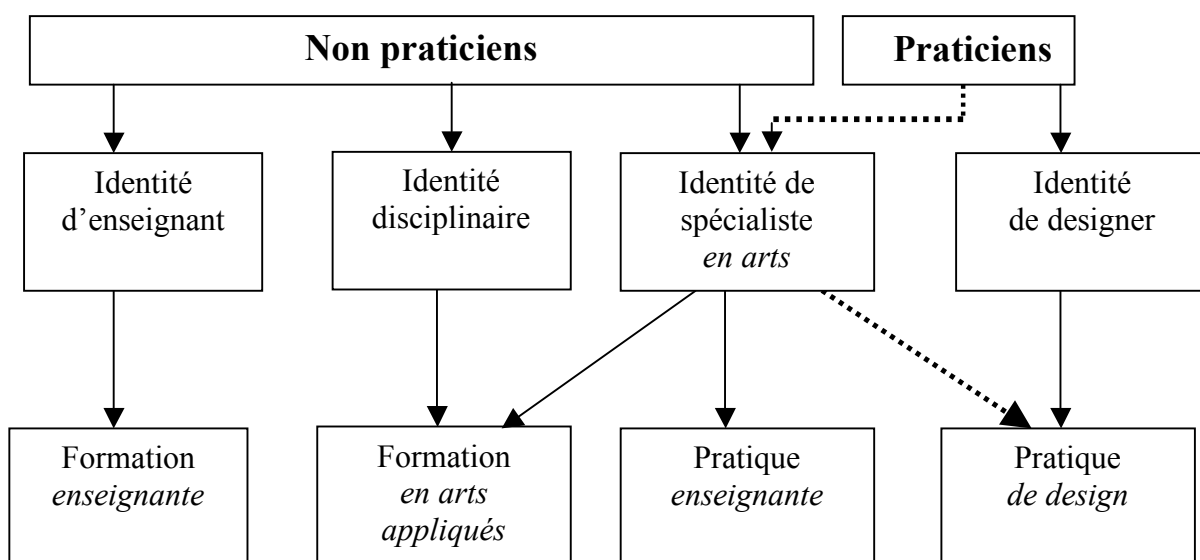 Non praticiens
Praticiens
Identité
d’enseignant
Identité
disciplinaire
Identité de
spécialiste
en arts
Identité
de designer
Formation
enseignante
Formation
en arts
appliqués
Pratique
enseignante
Pratique
de design